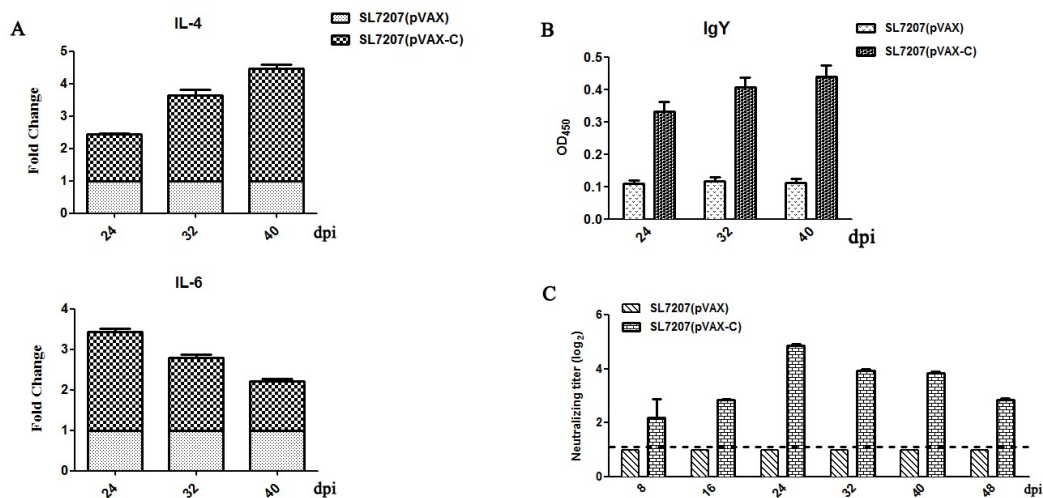 A
IL-4
SL7207(pVAX)
SL7207(pVAX-C)
Fold Change
5
4
3
2
1
0
24 32 40 dpi
IL-6
Fold Change
4
3
2
1
0
24 32 40 dpi
B
IgY
SL7207(pVAX)
SL7207(pVAX-C)
OD450
0.5
0.4
0.3
0.2
0.1
0.0
24 32 40 dpi
C
SL7207(pVAX)
SL7207(pVAX-C)
Neutralizing titer (log2)
6
4
2
0
8 16 24 32 40 48 dpi